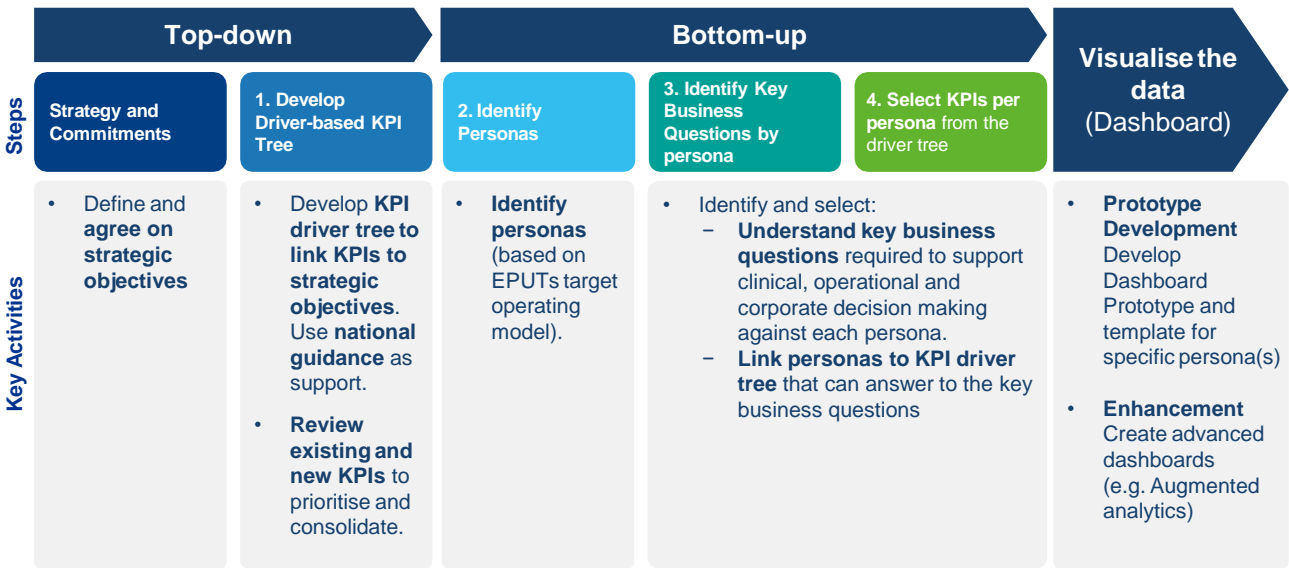 Top-down
Bottom-up
Visualise the
data
(Dashboard)
Steps
Strategy and
Commitments
1. Develop
Driver-based KPI
Tree
2. Identify
Personas
3. Identify Key
Business
Questions by
persona
4. Select KPIs per
persona from the
driver tree
Key Activities
• Define and
agree on
strategic
objectives
• Develop KPI
driver tree to
link KPIs to
strategic
objectives.
Use national
guidance as
support.
• Review
existing and
new KPIs to
prioritise and
consolidate.
• Identify
personas
(based on
EPUTs target
operating
model).
• Identify and select:
− Understand key business
questions required to support
clinical, operational and
corporate decision making
against each persona.
− Link personas to KPI driver
tree that can answer to the key
business questions
• Prototype
Development
Develop
Dashboard
Prototype and
template for
specific persona(s)
• Enhancement
Create advanced
dashboards
(e.g. Augmented
analytics)